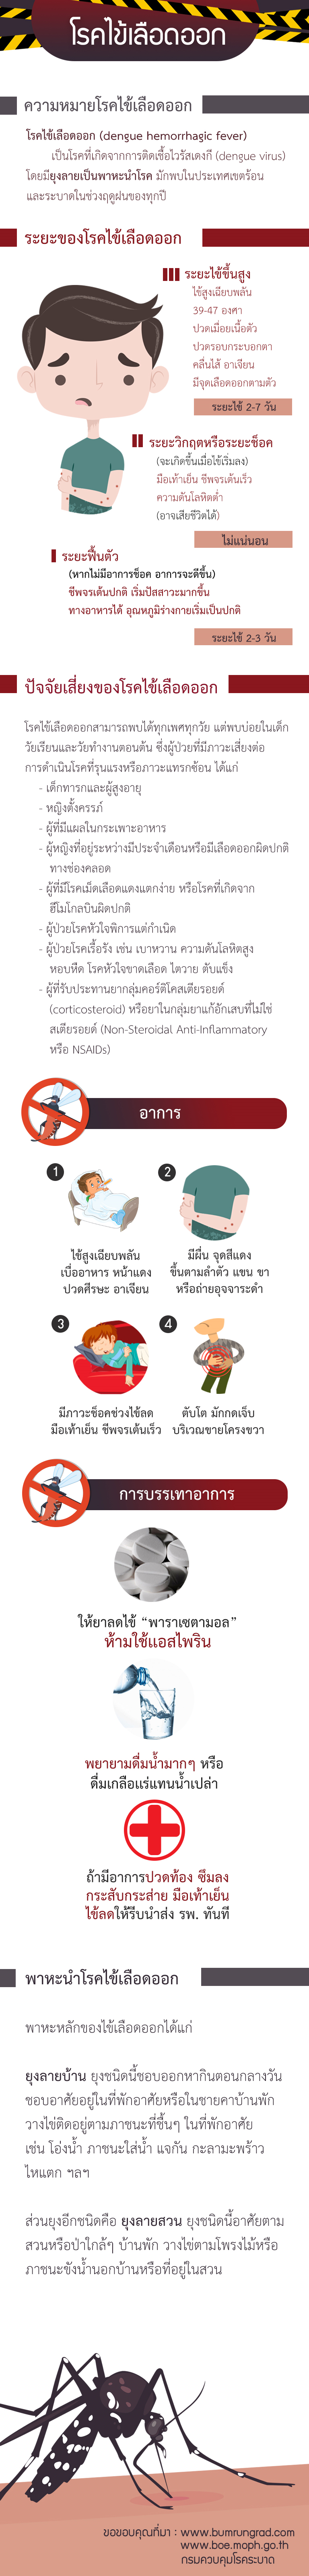 โรคไข้เลือดออก
ความหมายโรคไข้เลือดออก
โรคไข้เลือดออก (dengue hemorrhagic fever)
เป็นโรคที่เกิดจากการติดเชื้อไวรัสเดงกี (dengue virus)
โดยมียุงลายเป็นพาหะนำโรค มักพบในประเทศเขตร้อน
และระบาดในช่วงฤดูฝนของทุกปี
ระยะของโรคไข้เลือดออก
ระยะไข้ขึ้นสูง
ไข้สูงเฉียบพลัน
39-47 องศา
ปวดเมื่อยเนื้อตัว
ปวดรอบกระบอกตา
คลื่นไส้ อาเจียน
มีจุดเลือดออกตามตัว
ระยะไข้ 2-7 วัน
ระยะวิกฤตหรือระยะช็อค
(จะเกิดขึ้นเมื่อไข้เริ่มลง)
มือเท้าเย็น ชีพจรเต้นเร็ว
ความดันโลหิตต่ำ
(อาจเสียชีวิตได้)
ไม่แน่นอน
ระยะฟื้นตัว
(หากไม่มีอาการช็อค อาการจะดีขึ้น)
ชีพจรเต้นปกติ เริ่มปัสสาวะมากขึ้น
ทางอาหารได้ อุณหภูมิร่างกายเริ่มเป็นปกติ
ระยะไข้ 2-3 วัน
ปัจจัยเสี่ยงของโรคไข้เลือดออก
โรคไข้เลือดออกสามารถพบได้ทุกเพศทุกวัย แต่พบบ่อยในเด็ก
วัยเรียนและวัยทำงานตอนต้น ซึ่งผู้ป่วยที่มีภาวะเสี่ยงต่อ
การดำเนินโรคที่รุนแรงหรือภาวะแทรกซ้อน ได้แก่
- เด็กทารกและผู้สูงอายุ
- หญิงตั้งครรภ์
- ผู้ที่มีแผลในกระเพาะอาหาร
- ผู้หญิงที่อยู่ระหว่างมีประจำเดือนหรือมีเลือดออกผิดปกติ
ทางช่องคลอด
- ผู้ที่มีโรคเม็ดเลือดแดงแตกง่าย หรือโรคที่เกิดจาก
ฮีโมโกลบินผิดปกติ
- ผู้ป่วยโรคหัวใจพิการแต่กำเนิด
- ผู้ป่วยโรคเรื้อรัง เช่น เบาหวาน ความดันโลหิตสูง
หอบหืด โรคหัวใจขาดเลือด ไตวาย ตับแข็ง
- ผู้ที่รับประทานยากลุ่มคอร์ติโคสเตียรอยด์
(corticosteroid) หรือยาในกลุ่มยาแก้อักเสบที่ไม่ใช่
สเตียรอยด์ (Non-Steroidal Anti-Inflammatory
หรือ NSAIDs)
อาการ
1
2
ไข้สูงเฉียบพลัน
เบื่ออาหาร หน้าแดง
ปวดศีรษะ อาเจียน
มีผื่น จุดสีแดง
ขึ้นตามลำตัว แขน ขา
หรือถ่ายอุจจาระดำ
3
4
มีภาวะช็อคช่วงไข้ลด
มือเท้าเย็น ชีพจรเต้นเร็ว
ตับโต มักกดเจ็บ
บริเวณชายโครงขวา
การบรรเทาอาการ
ให้ยาลดไข้ “พาราเซตามอล”
ห้ามใช้แอสไพริน
พยายามดื่มน้ำมากๆ หรือ
ดื่มเกลือแร่แทนน้ำเปล่า
ถ้ามีอาการปวดท้อง ซึมลง
กระสับกระส่าย มือเท้าเย็น
ไข้ลดให้รีบนำส่ง รพ. ทันที
พาหะนำโรคไข้เลือดออก
พาหะหลักของไข้เลือดออกได้แก่
ยุงลายบ้าน ยุงชนิดนี้ชอบออกหากินตอนกลางวัน
ชอบอาศัยอยู่ในที่พักอาศัยหรือในชายคาบ้านพัก
วางไข่ติดอยู่ตามภาชนะที่ชื้นๆ ในที่พักอาศัย
เช่น โอ่งน้ำ ภาชนะใส่น้ำ แจกัน กะลามะพร้าว
ไหแตก ฯลฯ
ส่วนยุงอีกชนิดคือ ยุงลายสวน ยุงชนิดนี้อาศัยตาม
สวนหรือป่าใกล้ๆ บ้านพัก วางไข่ตามโพรงไม้หรือ
ภาชนะขังน้ำนอกบ้านหรือที่อยู่ในสวน
ขอขอบคุณที่มา : www.bumrungrad.com
www.boe.moph.go.th
กรมควบคุมโรคระบาด